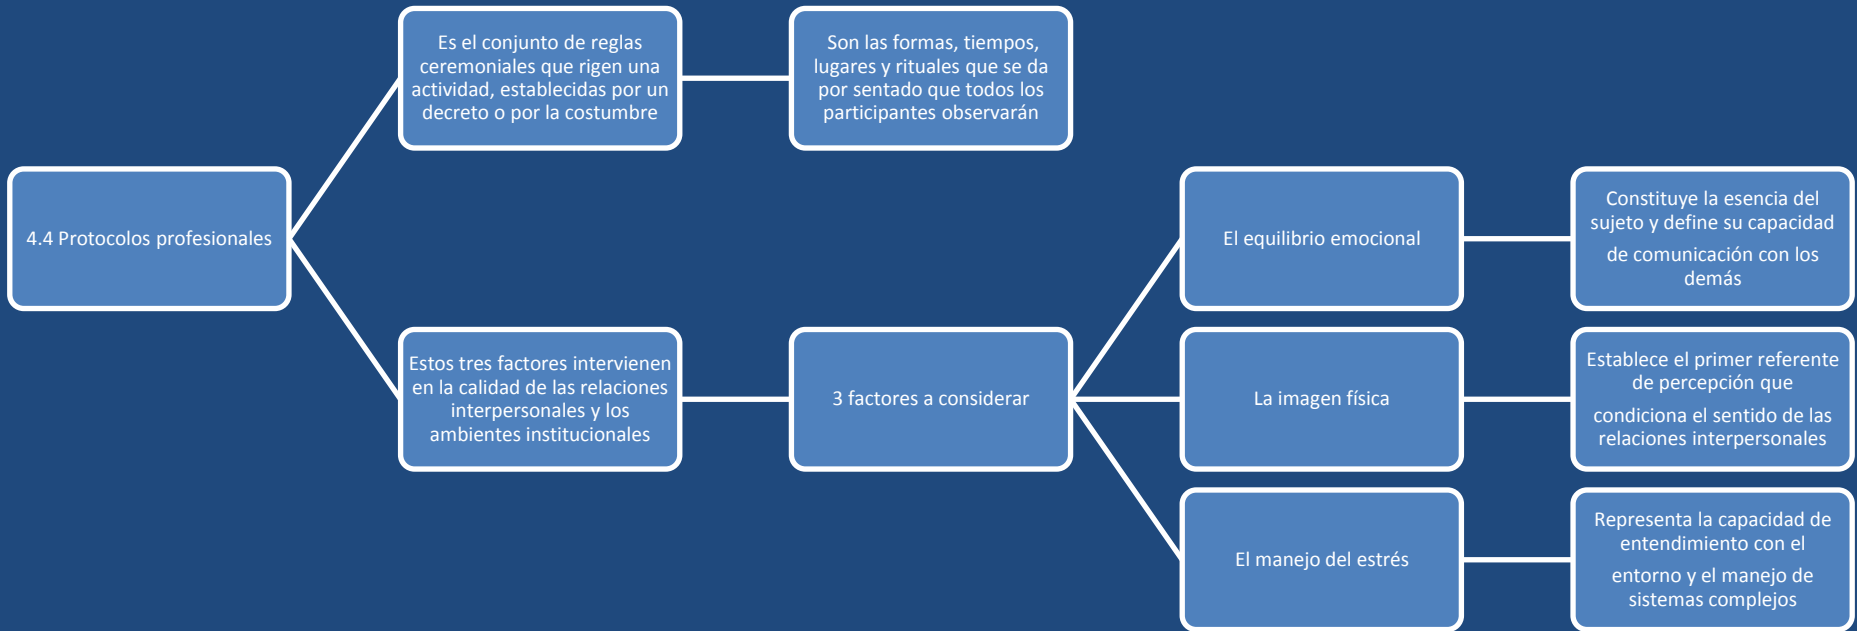 4.4 Protocolos profesionales
Es el conjunto de reglas
ceremoniales que rigen una
actividad, establecidas por un
decreto o por la costumbre
Son las formas, tiempos,
lugares y rituales que se da
por sentado que todos los
participantes observarán
Estos tres factores intervienen
en la calidad de las relaciones
interpersonales y los
ambientes institucionales
3 factores a considerar
El equilibrio emocional
Constituye la esencia del
sujeto y define su capacidad
de comunicación con los
demás
La imagen física
Establece el primer referente
de percepción que
condiciona el sentido de las
relaciones interpersonales
El manejo del estrés
Representa la capacidad de
entendimiento con el
entorno y el manejo de
sistemas complejos